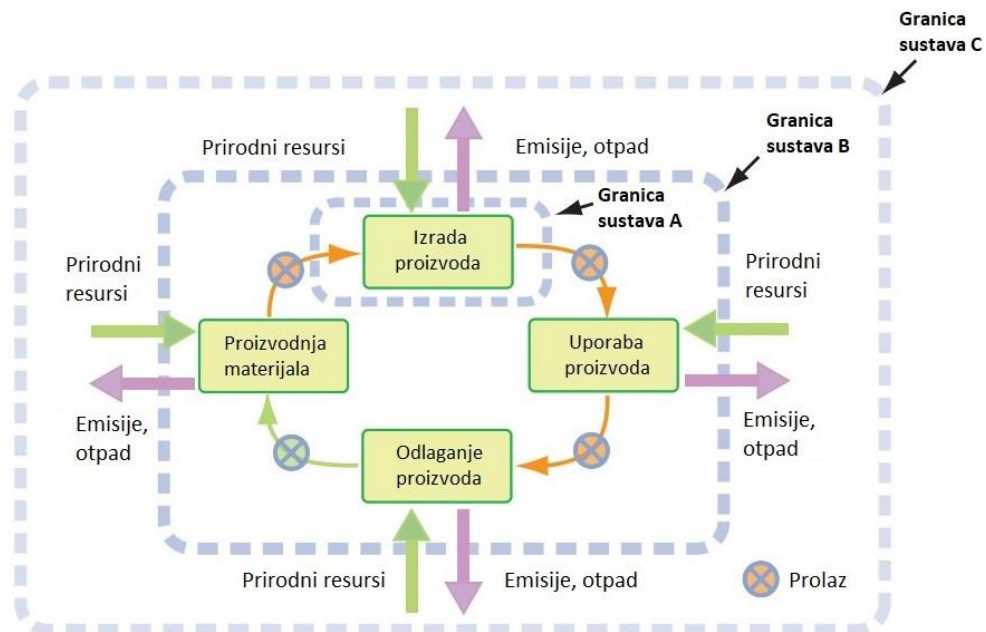 Granica
sustava C
Granica
sustava B
Prirodni resursi
Emisije, otpad
Granica
sustava A
Izrada
proizvoda
Prirodni
resursi
Prirodni
resursi
Proizvodnja
materijala
Uporaba
proizvoda
Emisije,
otpad
Emisije,
otpad
Odlaganje
proizvoda
Prirodni resursi
Emisije, otpad
Prolaz